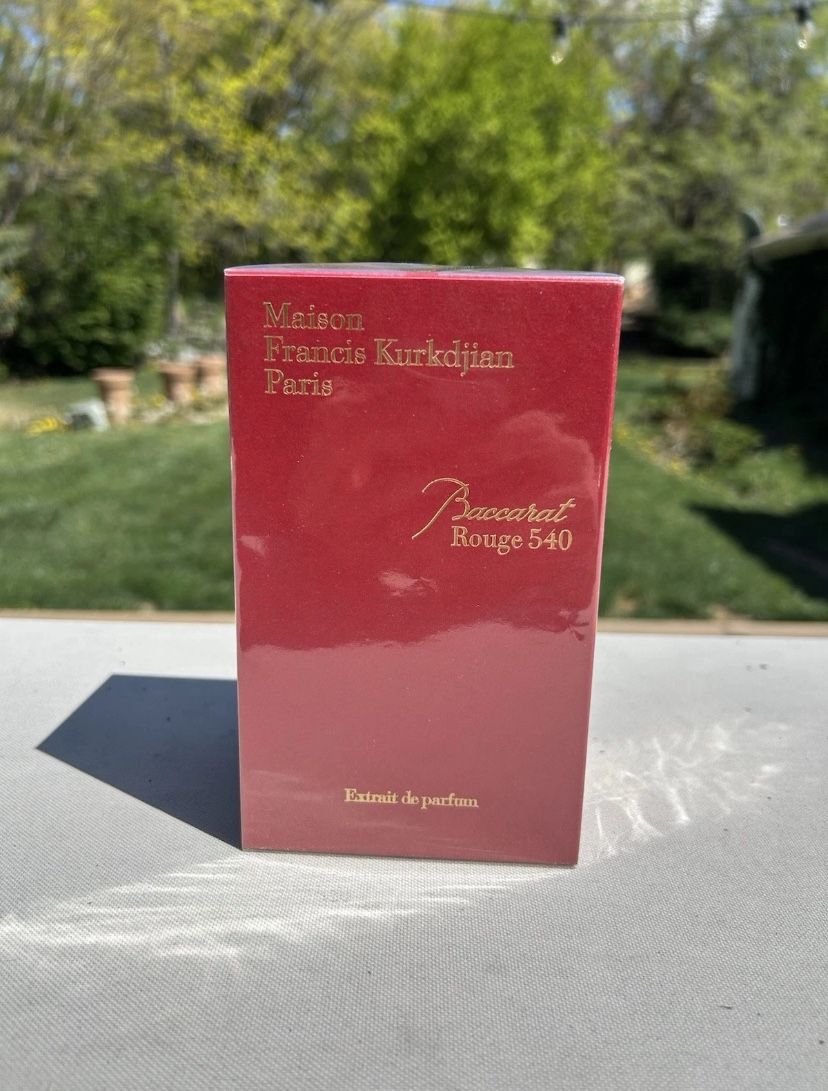 Maison
Francis Kurkdjian
Paris
Baccarat
Rouge 540
Extrait de parfum